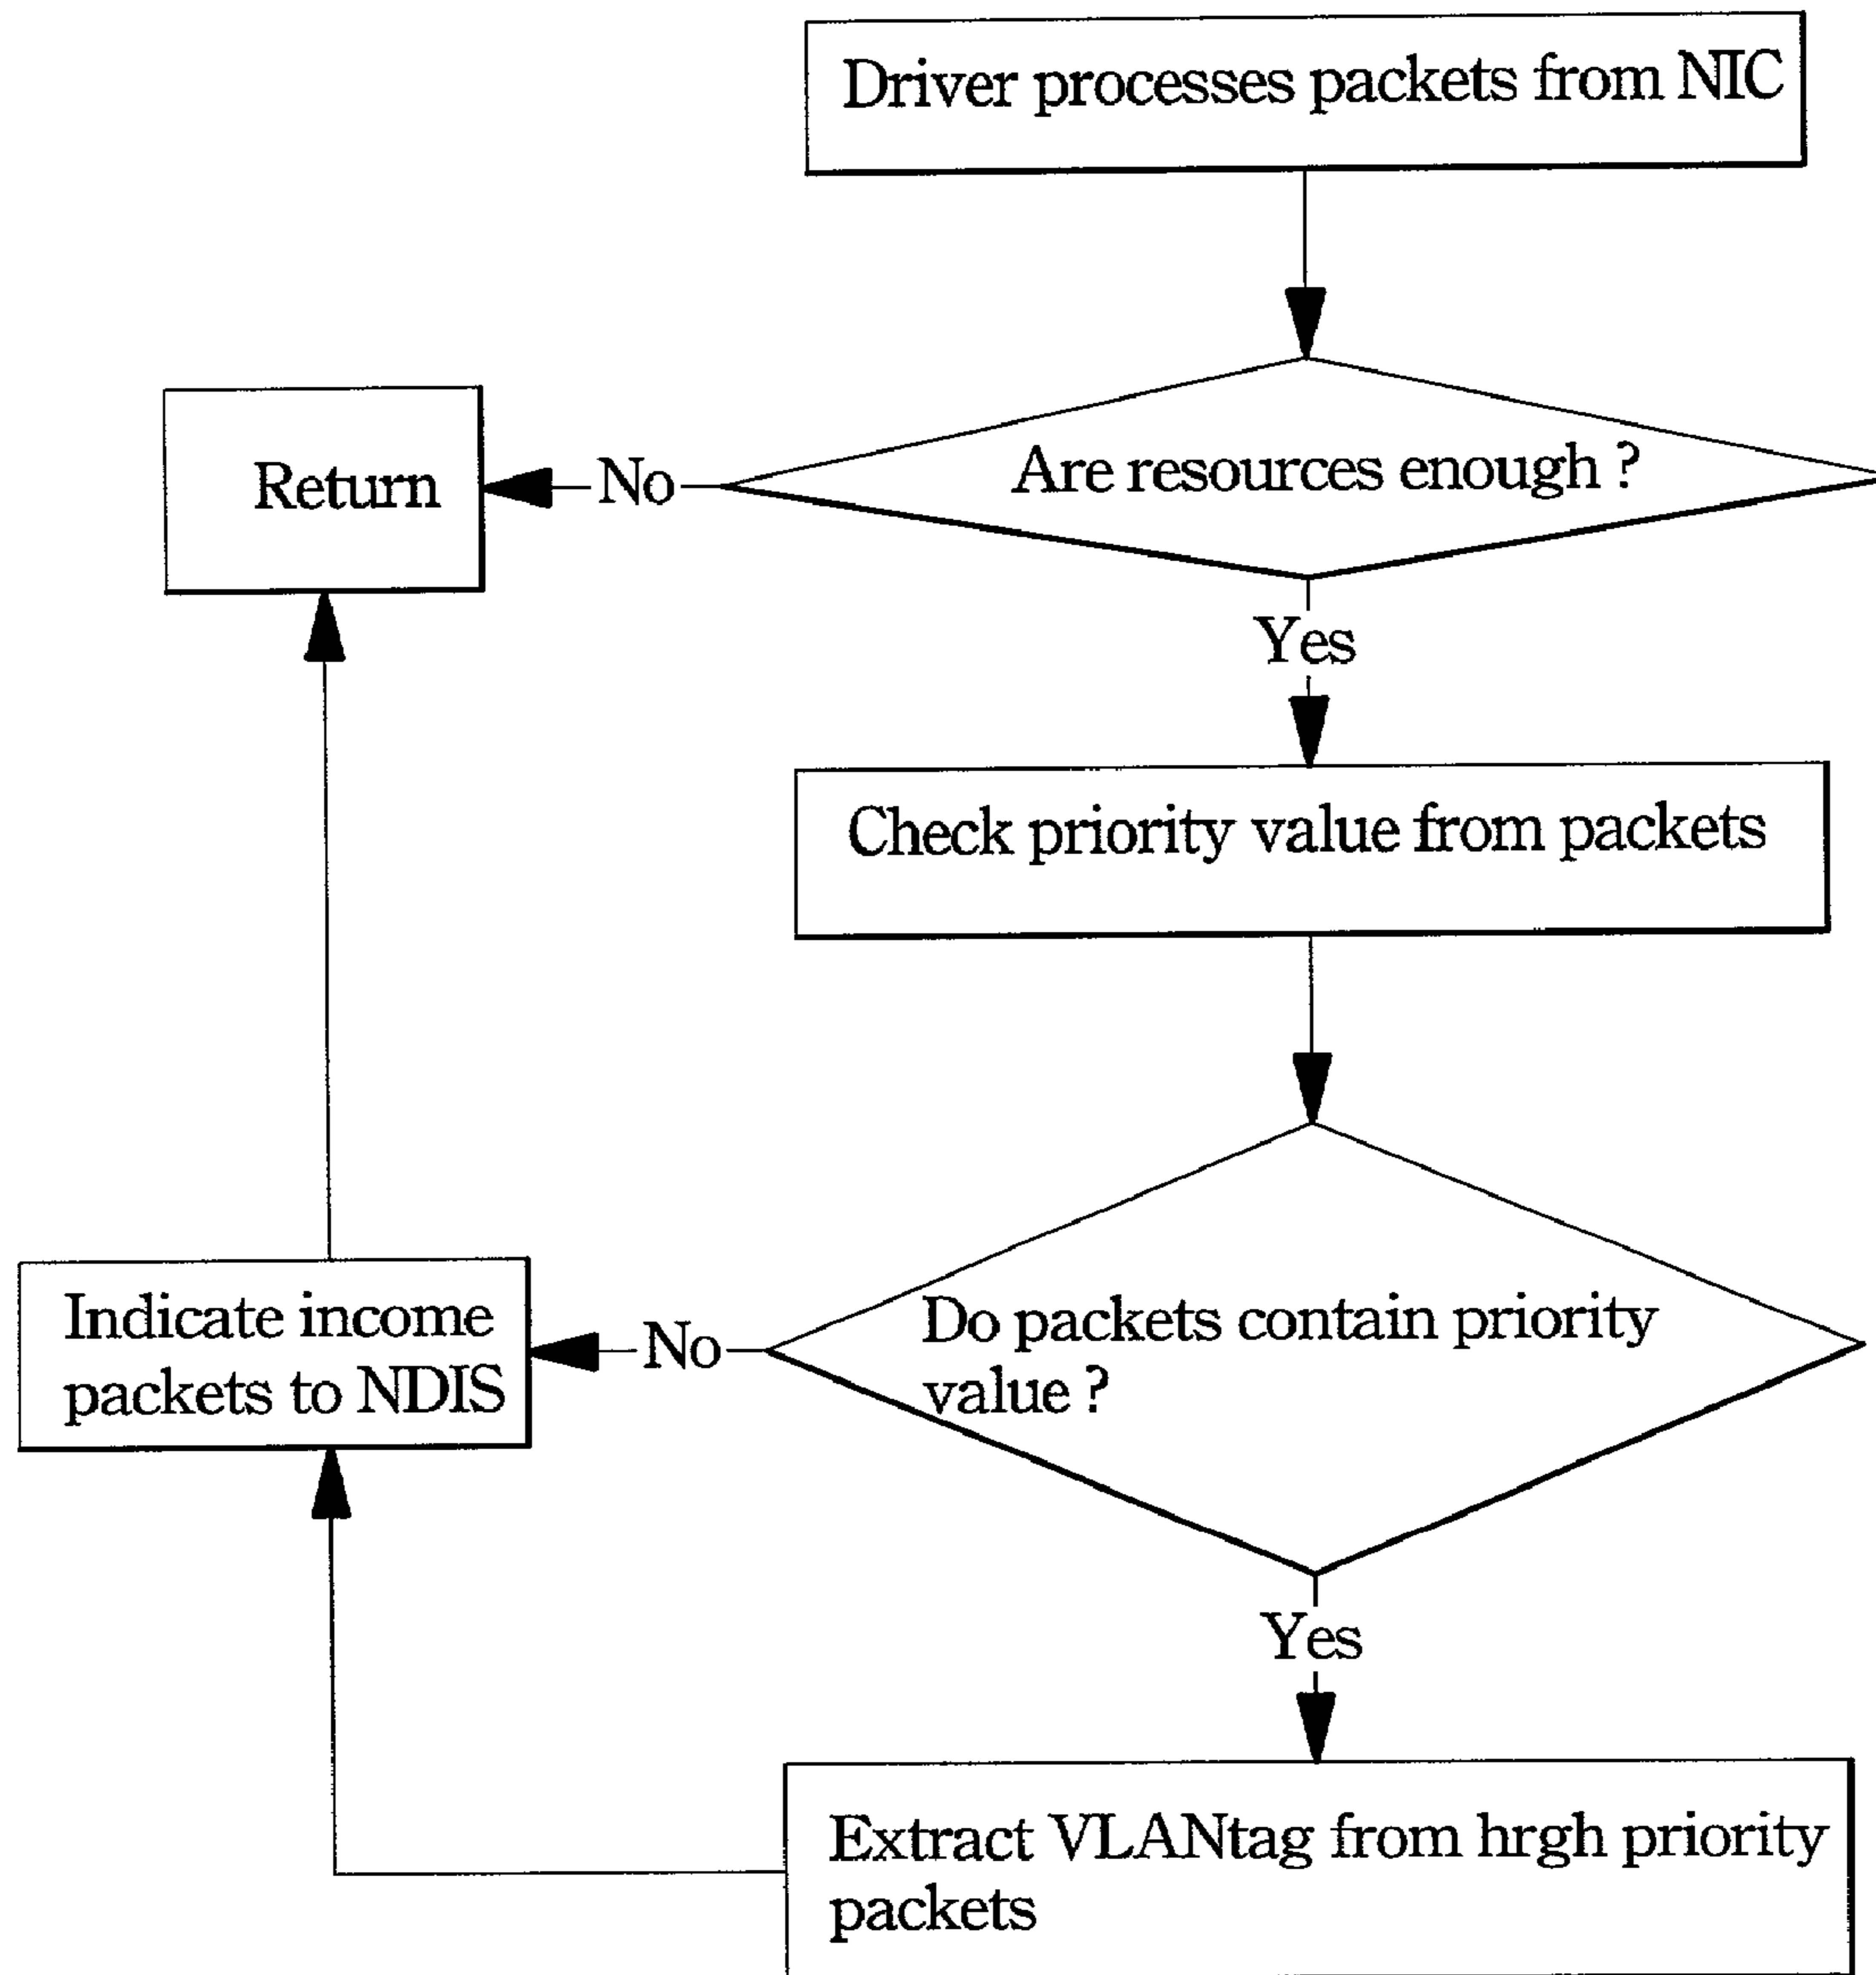 Driver processes packets from NIC
Are resources enough ?
No
Return
Yes
Check priority value from packets
Do packets contain priority
value ?
No
Indicate income
packets to NDIS
Yes
Extract VLANtag from hrgh priority
packets